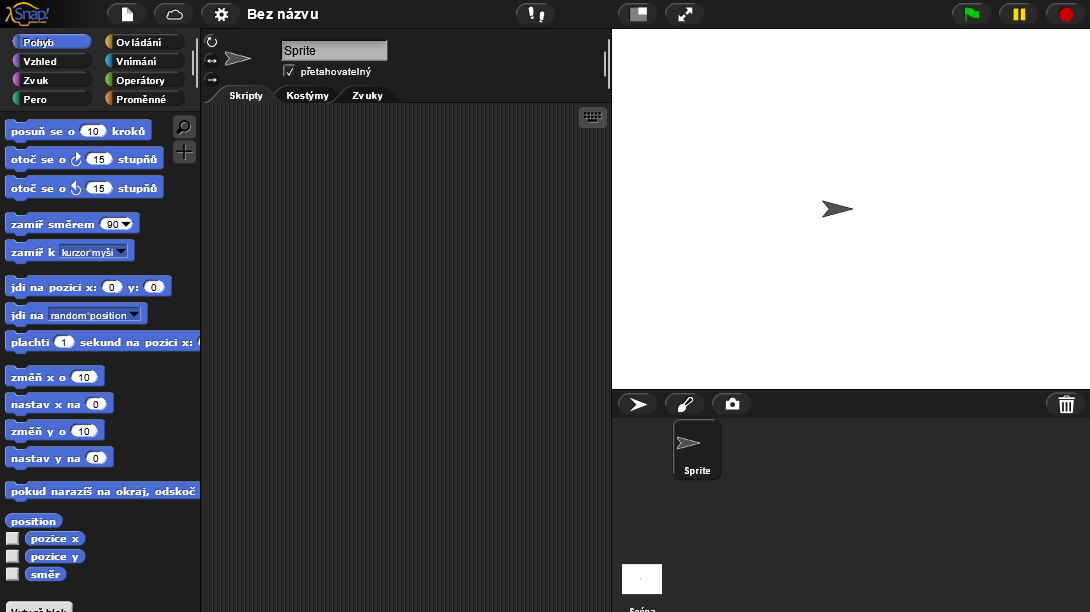 Snap!
Bez názvu
Pohyb
Ovládání
Vzhled
Vnímání
Zvuk
Operátory
Pero
Proměnné
Sprite
přetahovatelný
Skripty
Kostýmy
Zvuky
posuň se o 10 kroků
otoč se o 15 stupňů
otoč se o 15 stupňů
zamiř směrem 90
zamiř k kurzor myši
jdi na pozici x: 0 y: 0
jdi na random position
plachti 1 sekund na pozici x:
změň x o 10
nastav x na 0
změň y o 10
nastav y na 0
pokud narazíš na okraj, odskoč
position
pozice x
pozice y
směr
Vytvoř blok
Sprite
Scéna